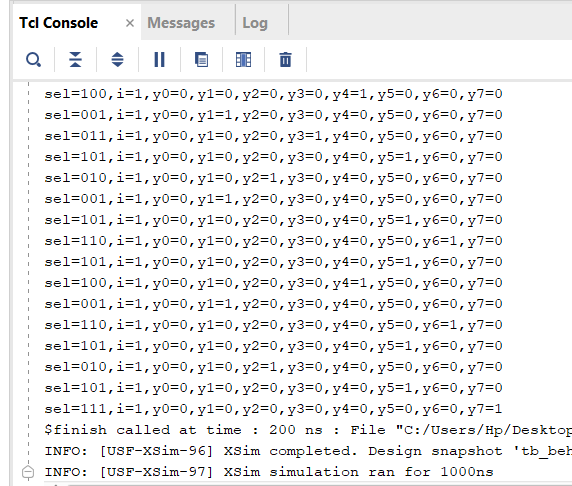 Tcl Console × Messages Log
sel=100,i=1,y0=0,y1=0,y2=0,y3=0,y4=1,y5=0,y6=0,y7=0
sel=001,i=1,y0=0,y1=1,y2=0,y3=0,y4=0,y5=0,y6=0,y7=0
sel=011,i=1,y0=0,y1=0,y2=0,y3=1,y4=0,y5=0,y6=0,y7=0
sel=101,i=1,y0=0,y1=0,y2=0,y3=0,y4=0,y5=1,y6=0,y7=0
sel=010,i=1,y0=0,y1=0,y2=1,y3=0,y4=0,y5=0,y6=0,y7=0
sel=001,i=1,y0=0,y1=1,y2=0,y3=0,y4=0,y5=0,y6=0,y7=0
sel=101,i=1,y0=0,y1=0,y2=0,y3=0,y4=0,y5=1,y6=0,y7=0
sel=110,i=1,y0=0,y1=0,y2=0,y3=0,y4=0,y5=0,y6=1,y7=0
sel=101,i=1,y0=0,y1=0,y2=0,y3=0,y4=0,y5=1,y6=0,y7=0
sel=100,i=1,y0=0,y1=0,y2=0,y3=0,y4=1,y5=0,y6=0,y7=0
sel=001,i=1,y0=0,y1=1,y2=0,y3=0,y4=0,y5=0,y6=0,y7=0
sel=110,i=1,y0=0,y1=0,y2=0,y3=0,y4=0,y5=0,y6=1,y7=0
sel=101,i=1,y0=0,y1=0,y2=0,y3=0,y4=0,y5=1,y6=0,y7=0
sel=010,i=1,y0=0,y1=0,y2=1,y3=0,y4=0,y5=0,y6=0,y7=0
sel=101,i=1,y0=0,y1=0,y2=0,y3=0,y4=0,y5=1,y6=0,y7=0
sel=111,i=1,y0=0,y1=0,y2=0,y3=0,y4=0,y5=0,y6=0,y7=1
$finish called at time : 200 ns : File "C:/Users/Hp/Desktop
INFO: [USF-XSim-96] XSim completed. Design snapshot 'tb_beh
INFO: [USF-XSim-97] XSim simulation ran for 1000ns